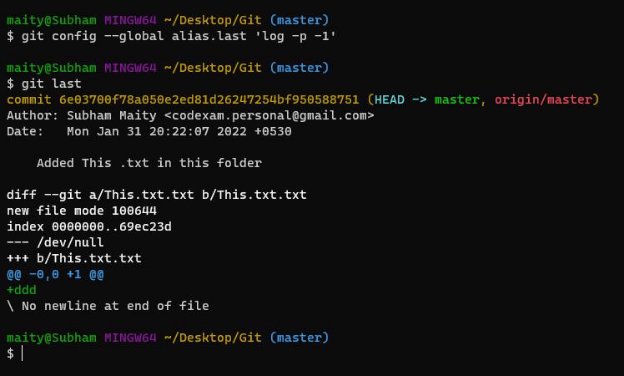 maity@Subham MINGW64 ~/Desktop/Git (master)
$ git config --global alias.last 'log -p -1'
maity@Subham MINGW64 ~/Desktop/Git (master)
$ git last
commit 6e03700f78a050e2ed81d26247254bf950588751 (HEAD -> master, origin/master)
Author: Subham Maity <codexam.personal@gmail.com>
Date:   Mon Jan 31 20:22:07 2022 +0530
    Added This .txt in this folder
diff --git a/This.txt.txt b/This.txt.txt
new file mode 100644
index 0000000..69ec23d
--- /dev/null
+++ b/This.txt.txt
@@ -0,0 +1 @@
+ddd
\ No newline at end of file
maity@Subham MINGW64 ~/Desktop/Git (master)
$